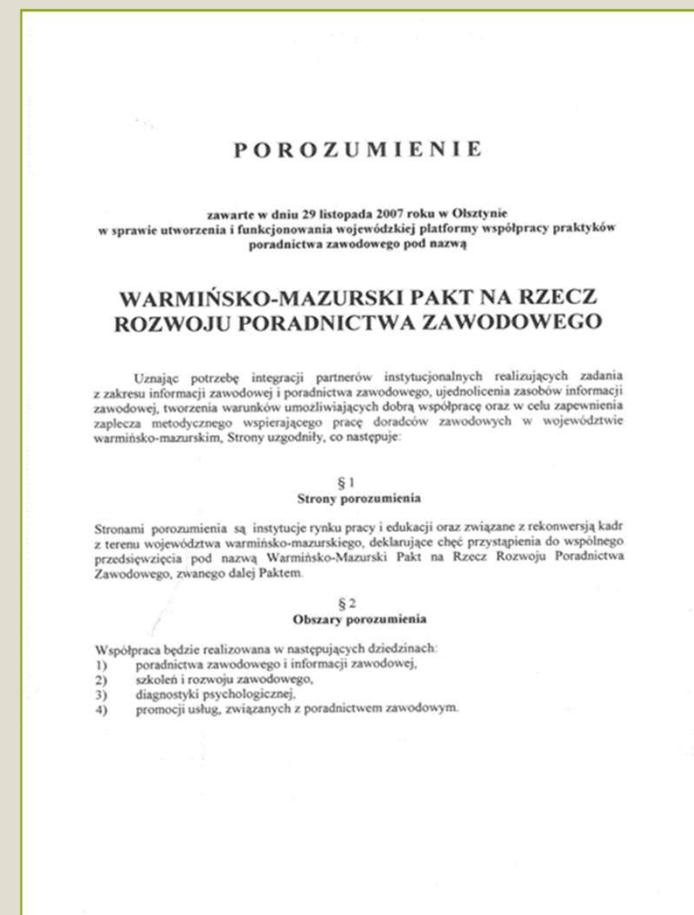 POROZUMIENIE
zawarte w dniu 29 listopada 2007 roku w Olsztynie
w sprawie utworzenia i funkcjonowania wojewódzkiej platformy współpracy praktyków
poradnictwa zawodowego pod nazwą
WARMIŃSKO-MAZURSKI PAKT NA RZECZ
ROZWOJU PORADNICTWA ZAWODOWEGO
Uznając potrzebę integracji partnerów instytucjonalnych realizujących zadania
z zakresu informacji zawodowej i poradnictwa zawodowego, ujednolicenia zasobów informacji
zawodowej, tworzenia warunków umożliwiających dobrą współpracę oraz w celu zapewnienia
zaplecza metodycznego wspierającego pracę doradców zawodowych w województwie
warmińsko-mazurskim, Strony uzgodniły, co następuje:
§ 1
Strony porozumienia
Stronami porozumienia są instytucje rynku pracy i edukacji oraz związane z rekonwersją kadr
z terenu województwa warmińsko-mazurskiego, deklarujące chęć przystąpienia do wspólnego
przedsięwzięcia pod nazwą Warmińsko-Mazurski Pakt na Rzecz Rozwoju Poradnictwa
Zawodowego, zwanego dalej Paktem.
§ 2
Obszary porozumienia
Współpraca będzie realizowana w następujących dziedzinach:
1) poradnictwa zawodowego i informacji zawodowej,
2) szkoleń i rozwoju zawodowego,
3) diagnostyki psychologicznej,
4) promocji usług, związanych z poradnictwem zawodowym.